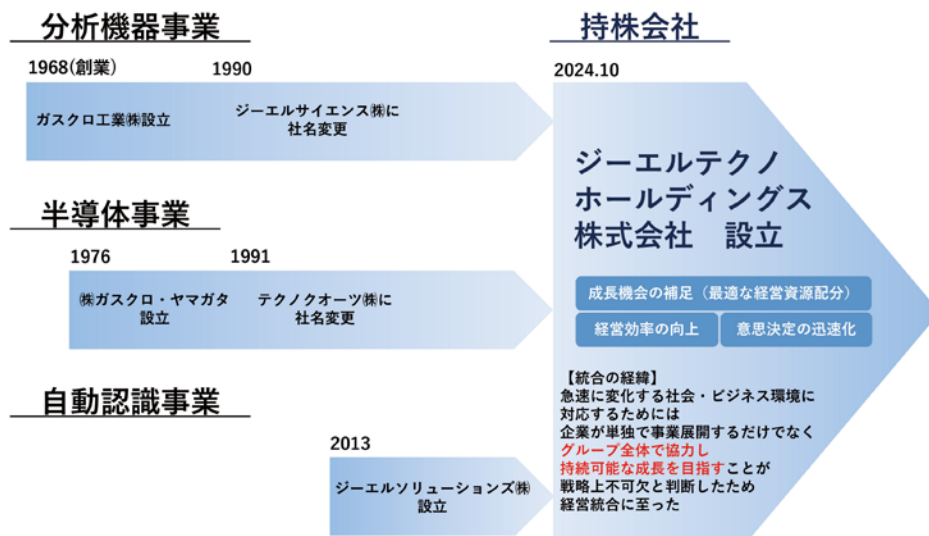 分析機器事業
1968(創業)
1990
ガスクロ工業㈱設立
ジーエルサイエンス㈱に
社名変更
半導体事業
1976
1991
㈱ガスクロ・ヤマガタ
設立
テクノクオーツ㈱に
社名変更
自動認識事業
2013
ジーエルソリューションズ㈱
設立
持株会社
2024.10
ジーエルテクノ
ホールディングス
株式会社　設立
成長機会の補足（最適な経営資源配分）
経営効率の向上
意思決定の迅速化
【統合の経緯】
急速に変化する社会・ビジネス環境に
対応するためには
企業が単独で事業展開するだけでなく
グループ全体で協力し
持続可能な成長を目指すことが
戦略上不可欠と判断したため
経営統合に至った